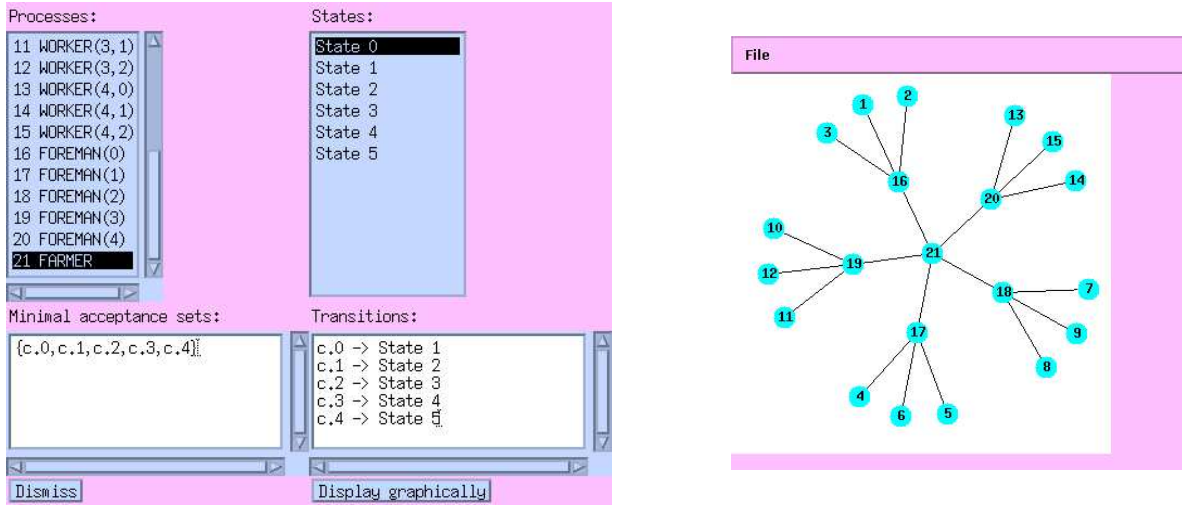 Processes:
11 WORKER(3,1)
12 WORKER(3,2)
13 WORKER(4,0)
14 WORKER(4,1)
15 WORKER(4,2)
16 FOREMAN(0)
17 FOREMAN(1)
18 FOREMAN(2)
19 FOREMAN(3)
20 FOREMAN(4)
21 FARMER
States:
State 0
State 1
State 2
State 3
State 4
State 5
Minimal acceptance sets:
{c.0,c.1,c.2,c.3,c.4}
Transitions:
c.0 -> State 1
c.1 -> State 2
c.2 -> State 3
c.3 -> State 4
c.4 -> State 5
Dismiss
Display graphically
File
2
1
13
3
15
16
14
20
10
21
19
12
18
7
11
17
9
8
4
6
5